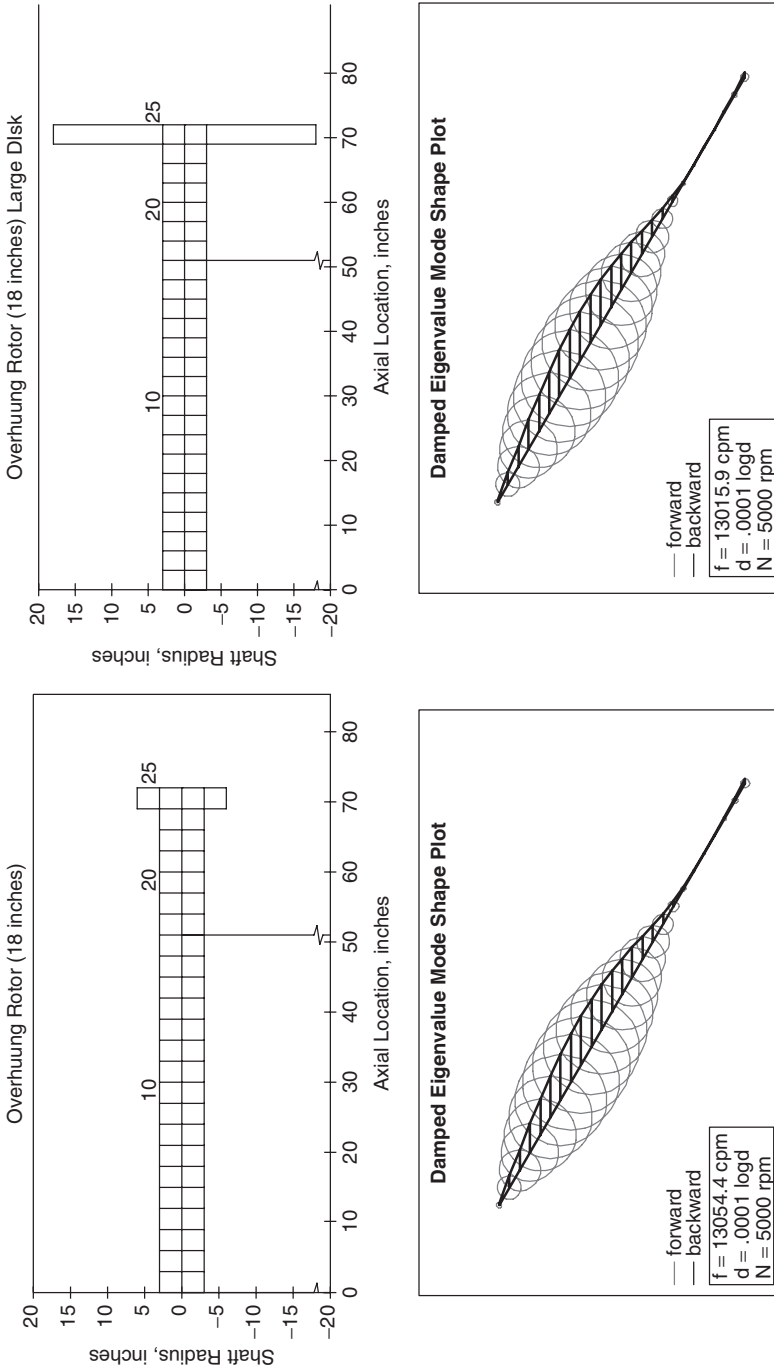 Overhuung Rotor (18 inches)
20
15
10
5
0
−5
−10
−15
−20
Shaft Radius, inches
10
20
25
0
10
20
30
40
50
60
70
80
Axial Location, inches
Overhuung Rotor (18 inches) Large DIsk
20
15
10
5
0
−5
−10
−15
−20
Shaft Radius, inches
10
20
25
0
10
20
30
40
50
60
70
80
Axial Location, inches
Damped Eigenvalue Mode Shape Plot
forward
backward
f = 13054.4 cpm
d = .0001 logd
N = 5000 rpm
Damped Eigenvalue Mode Shape Plot
forward
backward
f = 13015.9 cpm
d = .0001 logd
N = 5000 rpm